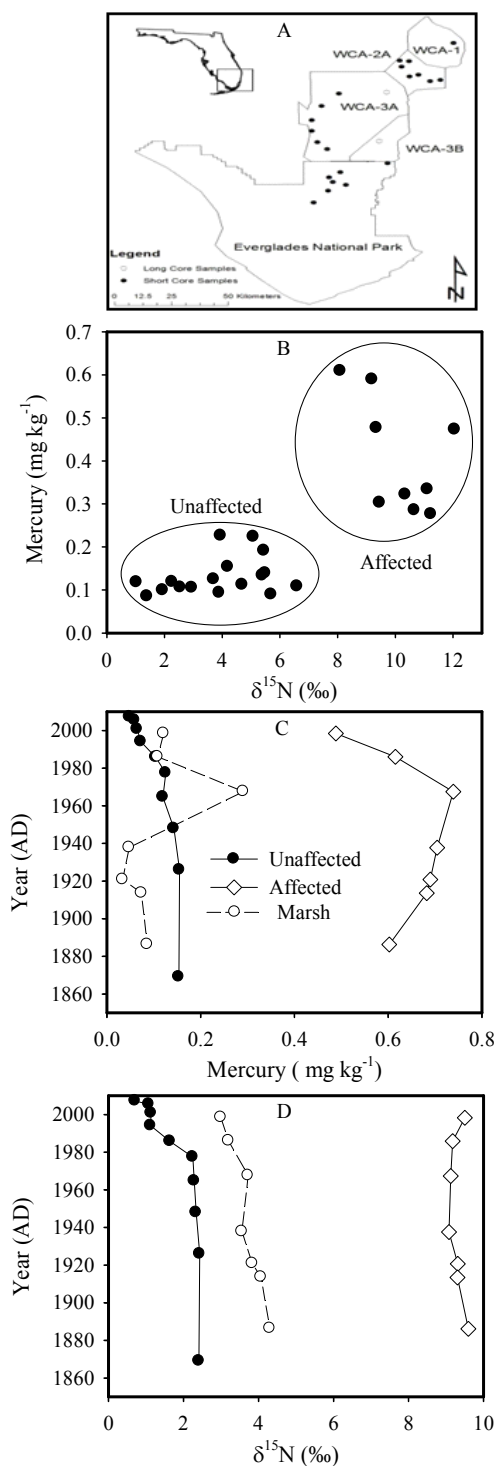 A
WCA-1
WCA-2A
WCA-3A
WCA-3B
Everglades National Park
Legend
Long Core Samples
Short Core Samples
0 12.5 25 50 Kilometers
N
B
Mercury (mg kg⁻¹)
0.7
0.6
0.5
0.4
0.3
0.2
0.1
0.0
Unaffected
Affected
0 2 4 6 8 10 12
δ¹⁵N (‰)
C
Year (AD)
2000
1980
1960
1940
1920
1900
1880
1860
Unaffected
Affected
Marsh
0.0 0.2 0.4 0.6 0.8
Mercury ( mg kg⁻¹)
D
Year (AD)
2000
1980
1960
1940
1920
1900
1880
1860
0 2 4 6 8 10
δ¹⁵N (‰)